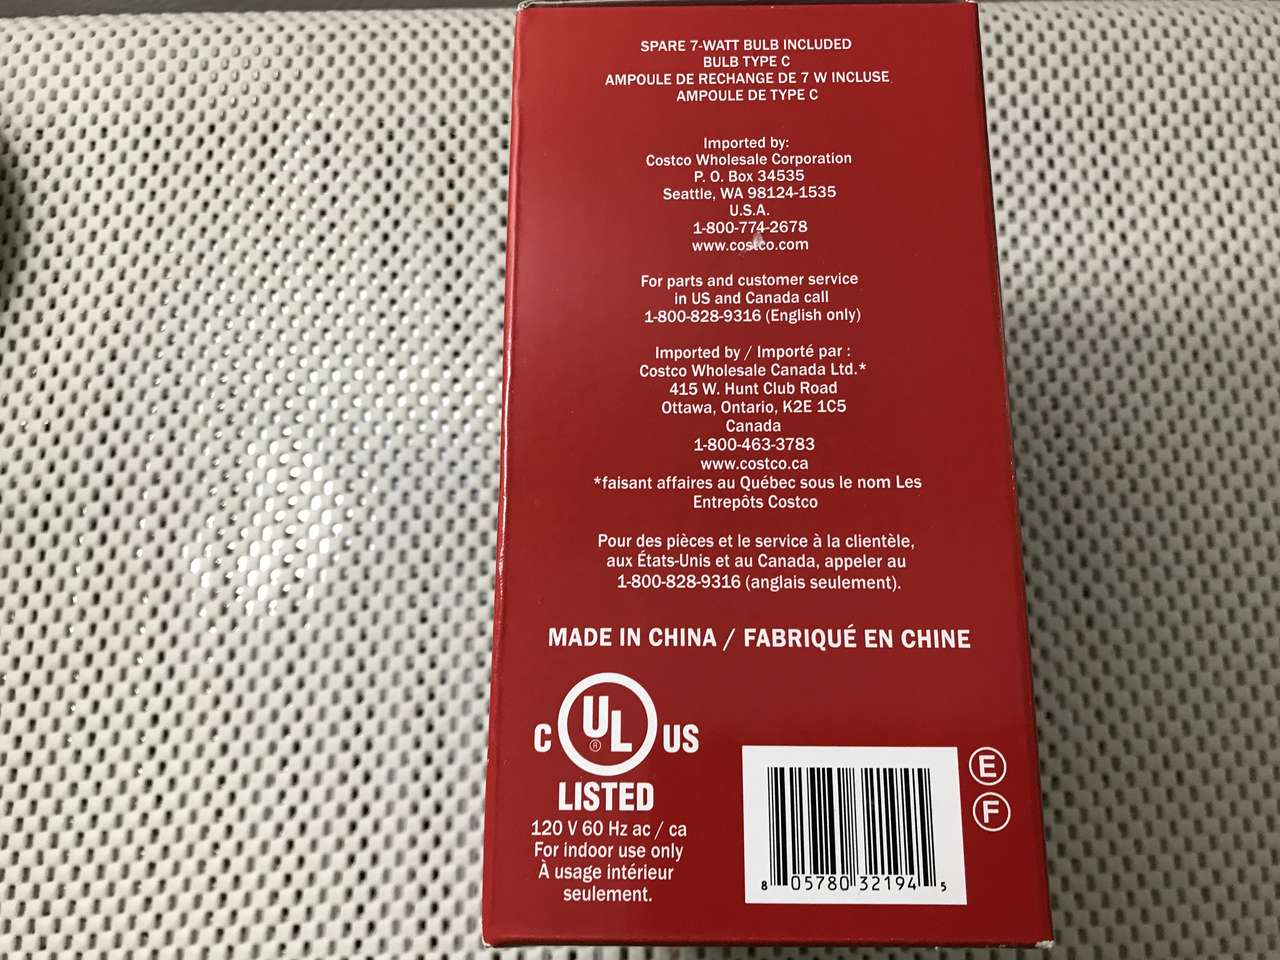 SPARE 7-WATT BULB INCLUDED
BULB TYPE C
AMPOULE DE RECHANGE DE 7 W INCLUSE
AMPOULE DE TYPE C
Imported by:
Costco Wholesale Corporation
P. O. Box 34535
Seattle, WA 98124-1535
U.S.A.
1-800-774-2678
www.costco.com
For parts and customer service
in US and Canada call
1-800-828-9316 (English only)
Imported by / Importé par :
Costco Wholesale Canada Ltd.*
415 W. Hunt Club Road
Ottawa, Ontario, K2E 1C5
Canada
1-800-463-3783
www.costco.ca
*faisant affaires au Québec sous le nom Les
Entrepôts Costco
Pour des pièces et le service à la clientèle,
aux États-Unis et au Canada, appeler au
1-800-828-9316 (anglais seulement).
MADE IN CHINA / FABRIQUÉ EN CHINE
C UL ® US
LISTED
120 V 60 Hz ac / ca
For indoor use only
À usage intérieur
seulement.
8 05780 32194 5
E
F